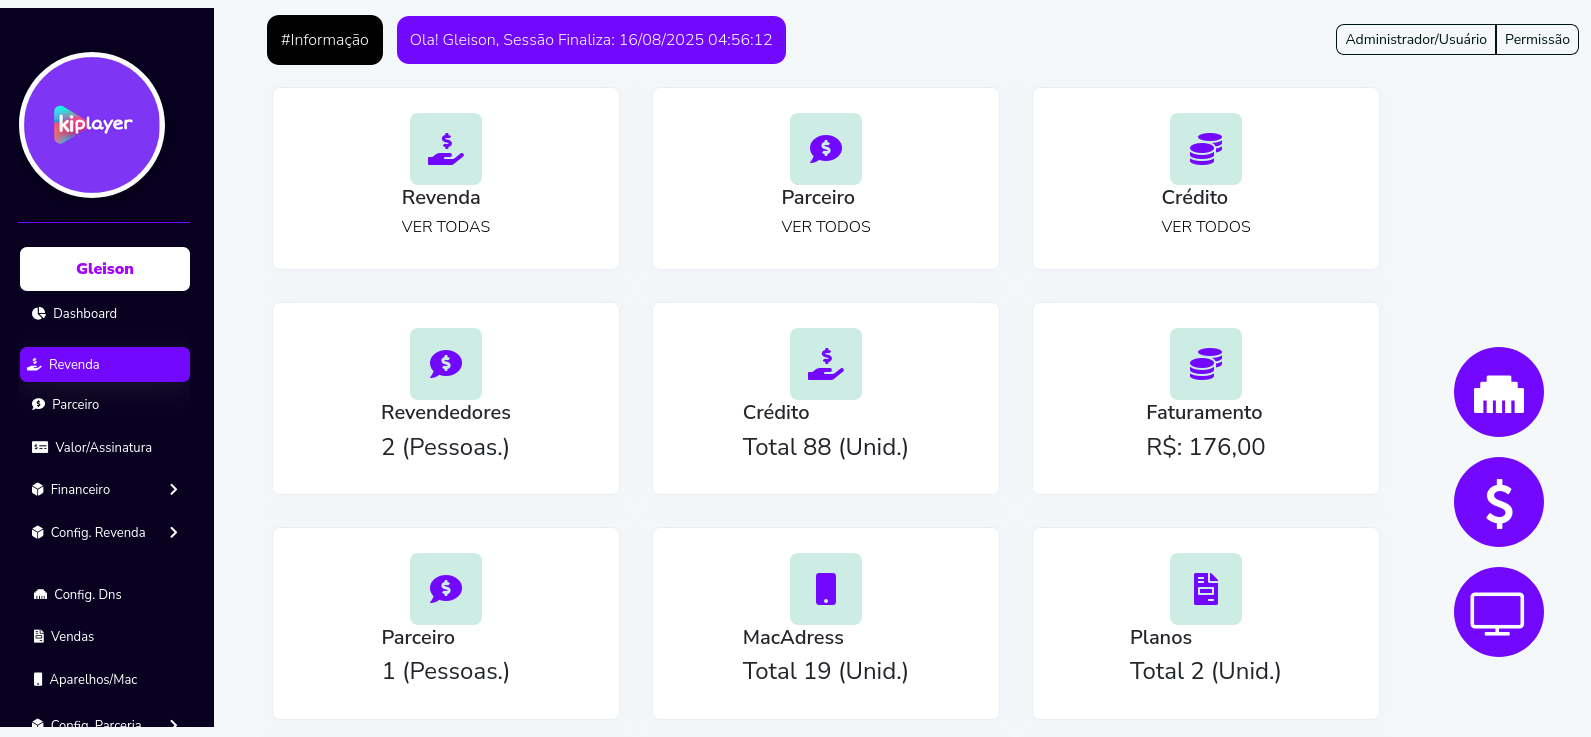 kiplayer
Gleison
Dashboard
Revenda
Parceiro
Valor/Assinatura
Financeiro
Config. Revenda
Config. Dns
Vendas
Aparelhos/Mac
Config. Parceria
#Informação
Ola! Gleison, Sessão Finaliza: 16/08/2025 04:56:12
Administrador/Usuário
Permissão
Revenda
VER TODAS
Parceiro
VER TODOS
Crédito
VER TODOS
Revendedores
2 (Pessoas.)
Crédito
Total 88 (Unid.)
Faturamento
R$: 176,00
Parceiro
1 (Pessoas.)
MacAdress
Total 19 (Unid.)
Planos
Total 2 (Unid.)